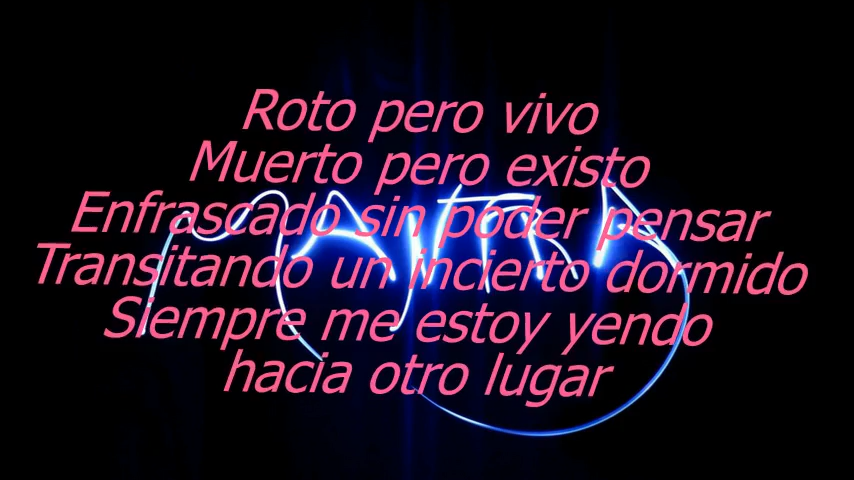 Roto pero vivo
Muerto pero existo
Enfrascado sin poder pensar
Transitando un incierto dormido
Siempre me estoy yendo
hacia otro lugar